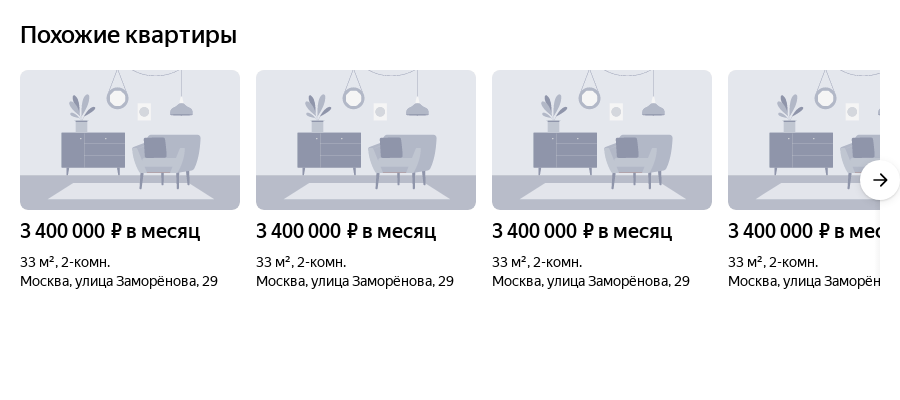 Похожие квартиры
3 400 000 ₽ в месяц
33 м², 2-комн.
Москва, улица Заморёнова, 29
3 400 000 ₽ в месяц
33 м², 2-комн.
Москва, улица Заморёнова, 29
3 400 000 ₽ в месяц
33 м², 2-комн.
Москва, улица Заморёнова, 29
3 400 000 ₽ в мес
33 м², 2-комн.
Москва, улица Заморён